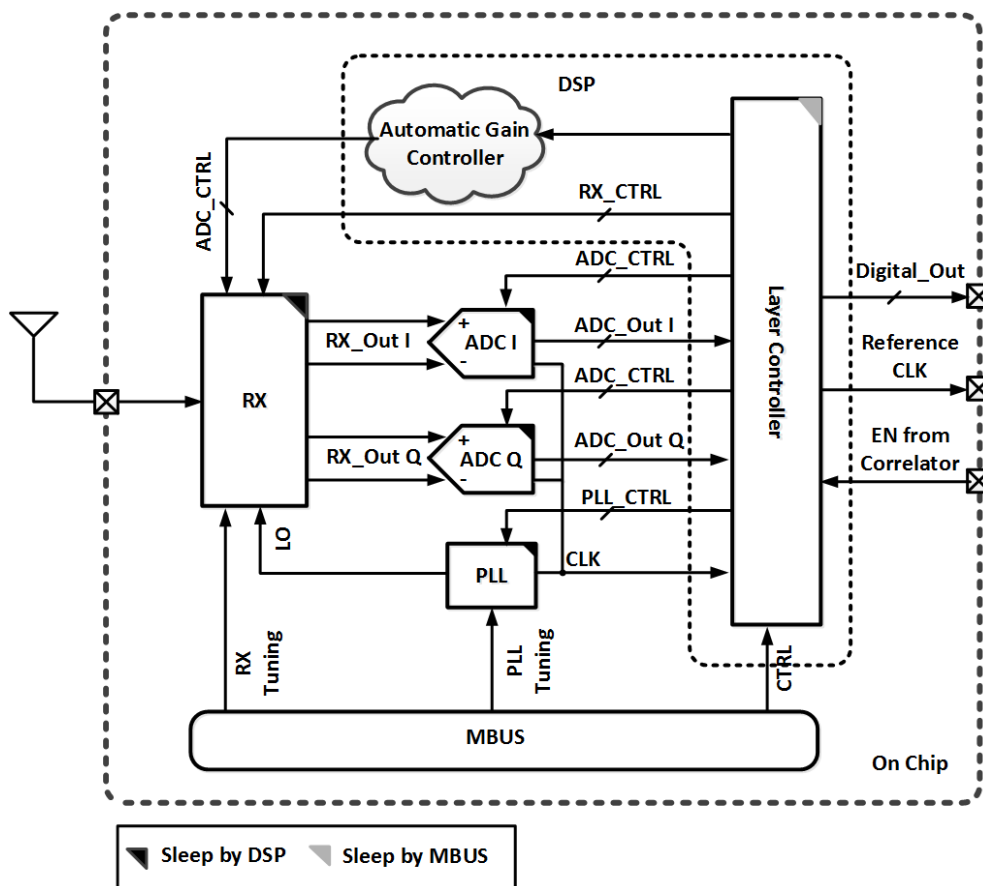 DSP
Automatic Gain
Controller
ADC_CTRL
RX_CTRL
ADC_CTRL
Digital_Out
RX_Out I
ADC I
+
-
ADC_Out I
Layer Controller
Reference
CLK
RX
ADC_CTRL
RX_Out Q
ADC Q
+
-
ADC_Out Q
EN from
Correlator
PLL_CTRL
LO
PLL
CLK
RX
Tuning
PLL
Tuning
CTRL
MBUS
On Chip
Sleep by DSP
Sleep by MBUS